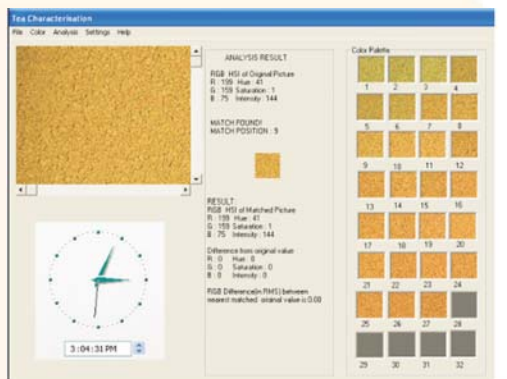 Tea Characterisation
File Color Analysis Settings Help
ANALYSIS RESULT
RGB HSI of Original Picture
R : 199 Hue : 41
G : 159 Saturation : 1
B : 75 Intensity : 144
MATCH FOUND!
MATCH POSITION : 9
RESULT:
RGB HSI of Matched Picture
R : 199 Hue : 41
G : 159 Saturation : 1
B : 75 Intensity : 144
Difference from original value
R : 0 Hue : 0
G : 0 Saturation : 0
B : 0 Intensity : 0
RGB Difference(in RMS) between
nearest matched original value is 0.00
3:04:31 PM
Color Palette
1 2 3 4
5 6 7 8
9 10 11 12
13 14 15 16
17 18 19 20
21 22 23 24
25 26 27 28
29 30 31 32